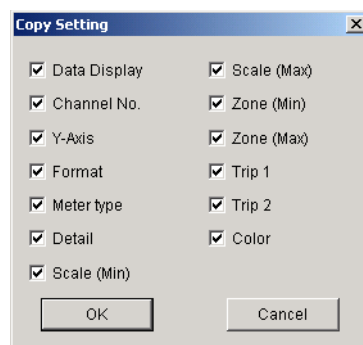 Copy Setting
Data Display
Channel No.
Y-Axis
Format
Meter type
Detail
Scale (Min)
Scale (Max)
Zone (Min)
Zone (Max)
Trip 1
Trip 2
Color
OK
Cancel